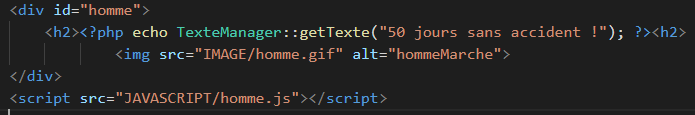 <div id="homme">
<h2><?php echo TexteManager::getTexte("50 jours sans accident !"); ?><h2>
<img src="IMAGE/homme.gif" alt="hommeMarche">
</div>
<script src="JAVASCRIPT/homme.js"></script>